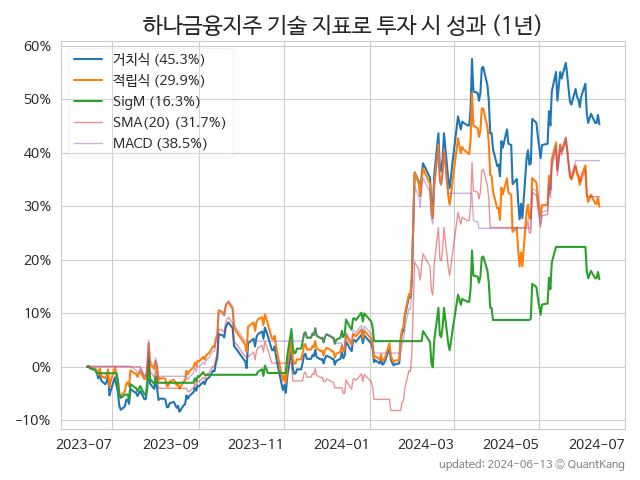 하나금융지주 기술 지표로 투자 시 성과 (1년)
60%
50%
40%
30%
20%
10%
0%
−10%
거치식 (45.3%)
적립식 (29.9%)
SigM (16.3%)
SMA(20) (31.7%)
MACD (38.5%)
2023−07 2023−09 2023−11 2024−01 2024−03 2024−05 2024−07
updated: 2024−06−13 © QuantKang